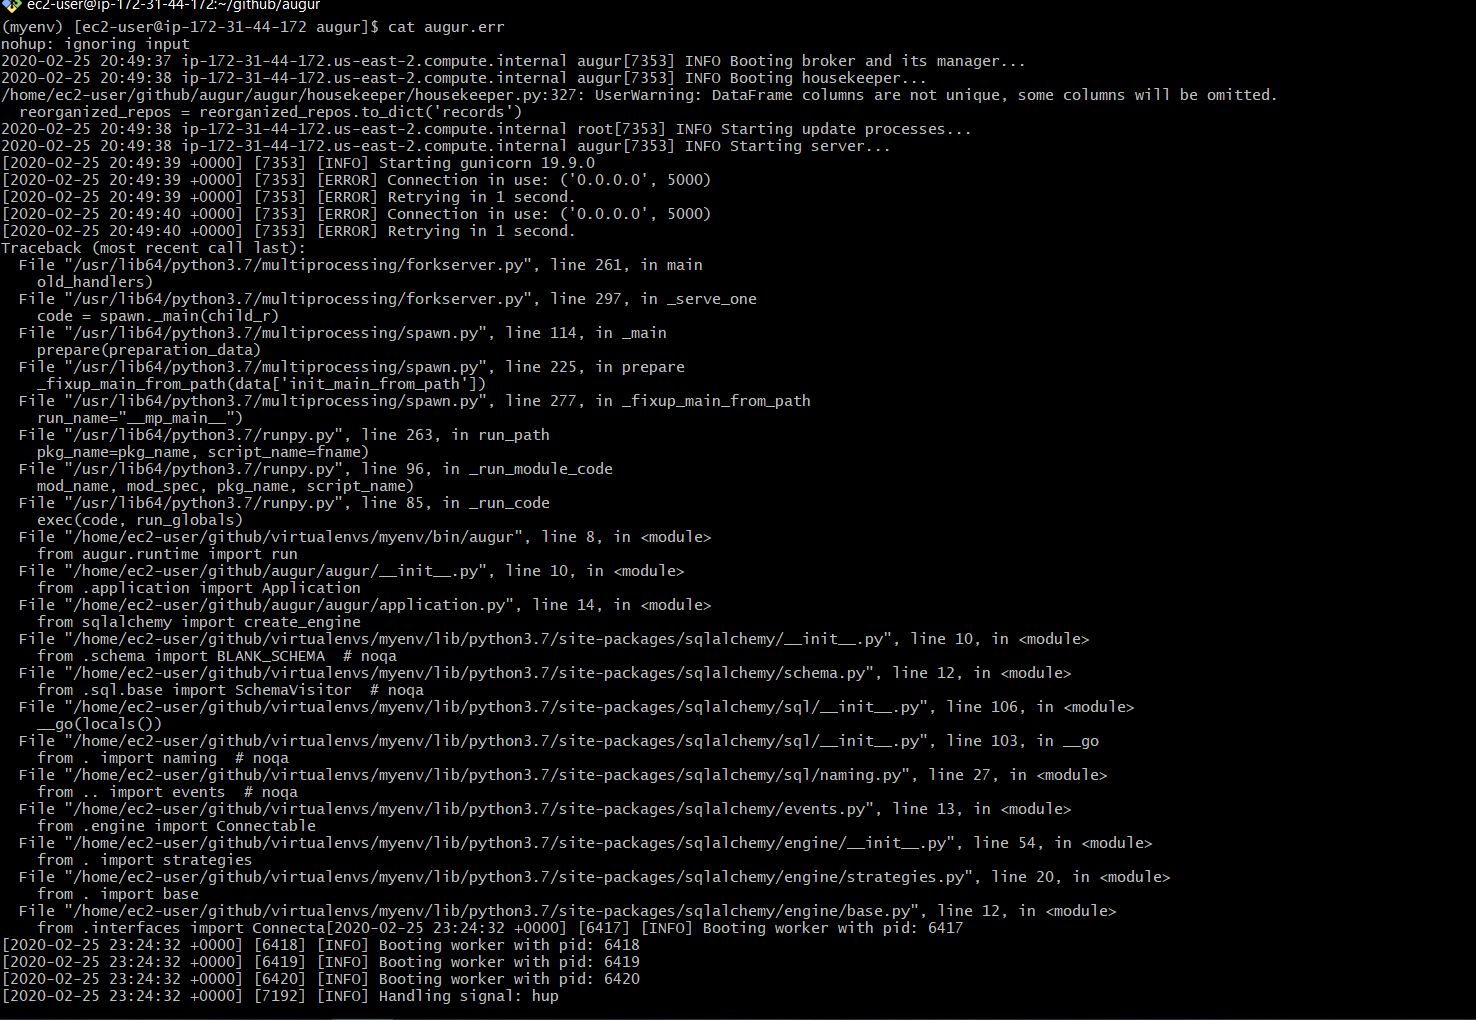 ec2-user@ip-172-31-44-172:~/github/augur
(myenv) [ec2-user@ip-172-31-44-172 augur]$ cat augur.err
nohup: ignoring input
2020-02-25 20:49:37 ip-172-31-44-172.us-east-2.compute.internal augur[7353] INFO Booting broker and its manager...
2020-02-25 20:49:38 ip-172-31-44-172.us-east-2.compute.internal augur[7353] INFO Booting housekeeper...
/home/ec2-user/github/augur/augur/housekeeper/housekeeper.py:327: UserWarning: DataFrame columns are not unique, some columns will be omitted.
  reorganized_repos = reorganized_repos.to_dict('records')
2020-02-25 20:49:38 ip-172-31-44-172.us-east-2.compute.internal root[7353] INFO Starting update processes...
2020-02-25 20:49:38 ip-172-31-44-172.us-east-2.compute.internal augur[7353] INFO Starting server...
[2020-02-25 20:49:39 +0000] [7353] [INFO] Starting gunicorn 19.9.0
[2020-02-25 20:49:39 +0000] [7353] [ERROR] Connection in use: ('0.0.0.0', 5000)
[2020-02-25 20:49:39 +0000] [7353] [ERROR] Retrying in 1 second.
[2020-02-25 20:49:40 +0000] [7353] [ERROR] Connection in use: ('0.0.0.0', 5000)
[2020-02-25 20:49:40 +0000] [7353] [ERROR] Retrying in 1 second.
Traceback (most recent call last):
  File "/usr/lib64/python3.7/multiprocessing/forkserver.py", line 261, in main
    old_handlers)
  File "/usr/lib64/python3.7/multiprocessing/forkserver.py", line 297, in _serve_one
    code = spawn._main(child_r)
  File "/usr/lib64/python3.7/multiprocessing/spawn.py", line 114, in _main
    prepare(preparation_data)
  File "/usr/lib64/python3.7/multiprocessing/spawn.py", line 225, in prepare
    _fixup_main_from_path(data['init_main_from_path'])
  File "/usr/lib64/python3.7/multiprocessing/spawn.py", line 277, in _fixup_main_from_path
    run_name="__mp_main__")
  File "/usr/lib64/python3.7/runpy.py", line 263, in run_path
    pkg_name=pkg_name, script_name=fname)
  File "/usr/lib64/python3.7/runpy.py", line 96, in _run_module_code
    mod_name, mod_spec, pkg_name, script_name)
  File "/usr/lib64/python3.7/runpy.py", line 85, in _run_code
    exec(code, run_globals)
  File "/home/ec2-user/github/virtualenvs/myenv/bin/augur", line 8, in <module>
    from augur.runtime import run
  File "/home/ec2-user/github/augur/augur/__init__.py", line 10, in <module>
    from .application import Application
  File "/home/ec2-user/github/augur/augur/application.py", line 14, in <module>
    from sqlalchemy import create_engine
  File "/home/ec2-user/github/virtualenvs/myenv/lib/python3.7/site-packages/sqlalchemy/__init__.py", line 10, in <module>
    from .schema import BLANK_SCHEMA  # noqa
  File "/home/ec2-user/github/virtualenvs/myenv/lib/python3.7/site-packages/sqlalchemy/schema.py", line 12, in <module>
    from .sql.base import SchemaVisitor  # noqa
  File "/home/ec2-user/github/virtualenvs/myenv/lib/python3.7/site-packages/sqlalchemy/sql/__init__.py", line 106, in <module>
    __go(locals())
  File "/home/ec2-user/github/virtualenvs/myenv/lib/python3.7/site-packages/sqlalchemy/sql/__init__.py", line 103, in __go
    from . import naming  # noqa
  File "/home/ec2-user/github/virtualenvs/myenv/lib/python3.7/site-packages/sqlalchemy/sql/naming.py", line 27, in <module>
    from .. import events  # noqa
  File "/home/ec2-user/github/virtualenvs/myenv/lib/python3.7/site-packages/sqlalchemy/events.py", line 13, in <module>
    from .engine import Connectable
  File "/home/ec2-user/github/virtualenvs/myenv/lib/python3.7/site-packages/sqlalchemy/engine/__init__.py", line 54, in <module>
    from . import strategies
  File "/home/ec2-user/github/virtualenvs/myenv/lib/python3.7/site-packages/sqlalchemy/engine/strategies.py", line 20, in <module>
    from . import base
  File "/home/ec2-user/github/virtualenvs/myenv/lib/python3.7/site-packages/sqlalchemy/engine/base.py", line 12, in <module>
    from .interfaces import Connecta[2020-02-25 23:24:32 +0000] [6417] [INFO] Booting worker with pid: 6417
[2020-02-25 23:24:32 +0000] [6418] [INFO] Booting worker with pid: 6418
[2020-02-25 23:24:32 +0000] [6419] [INFO] Booting worker with pid: 6419
[2020-02-25 23:24:32 +0000] [6420] [INFO] Booting worker with pid: 6420
[2020-02-25 23:24:32 +0000] [7192] [INFO] Handling signal: hup